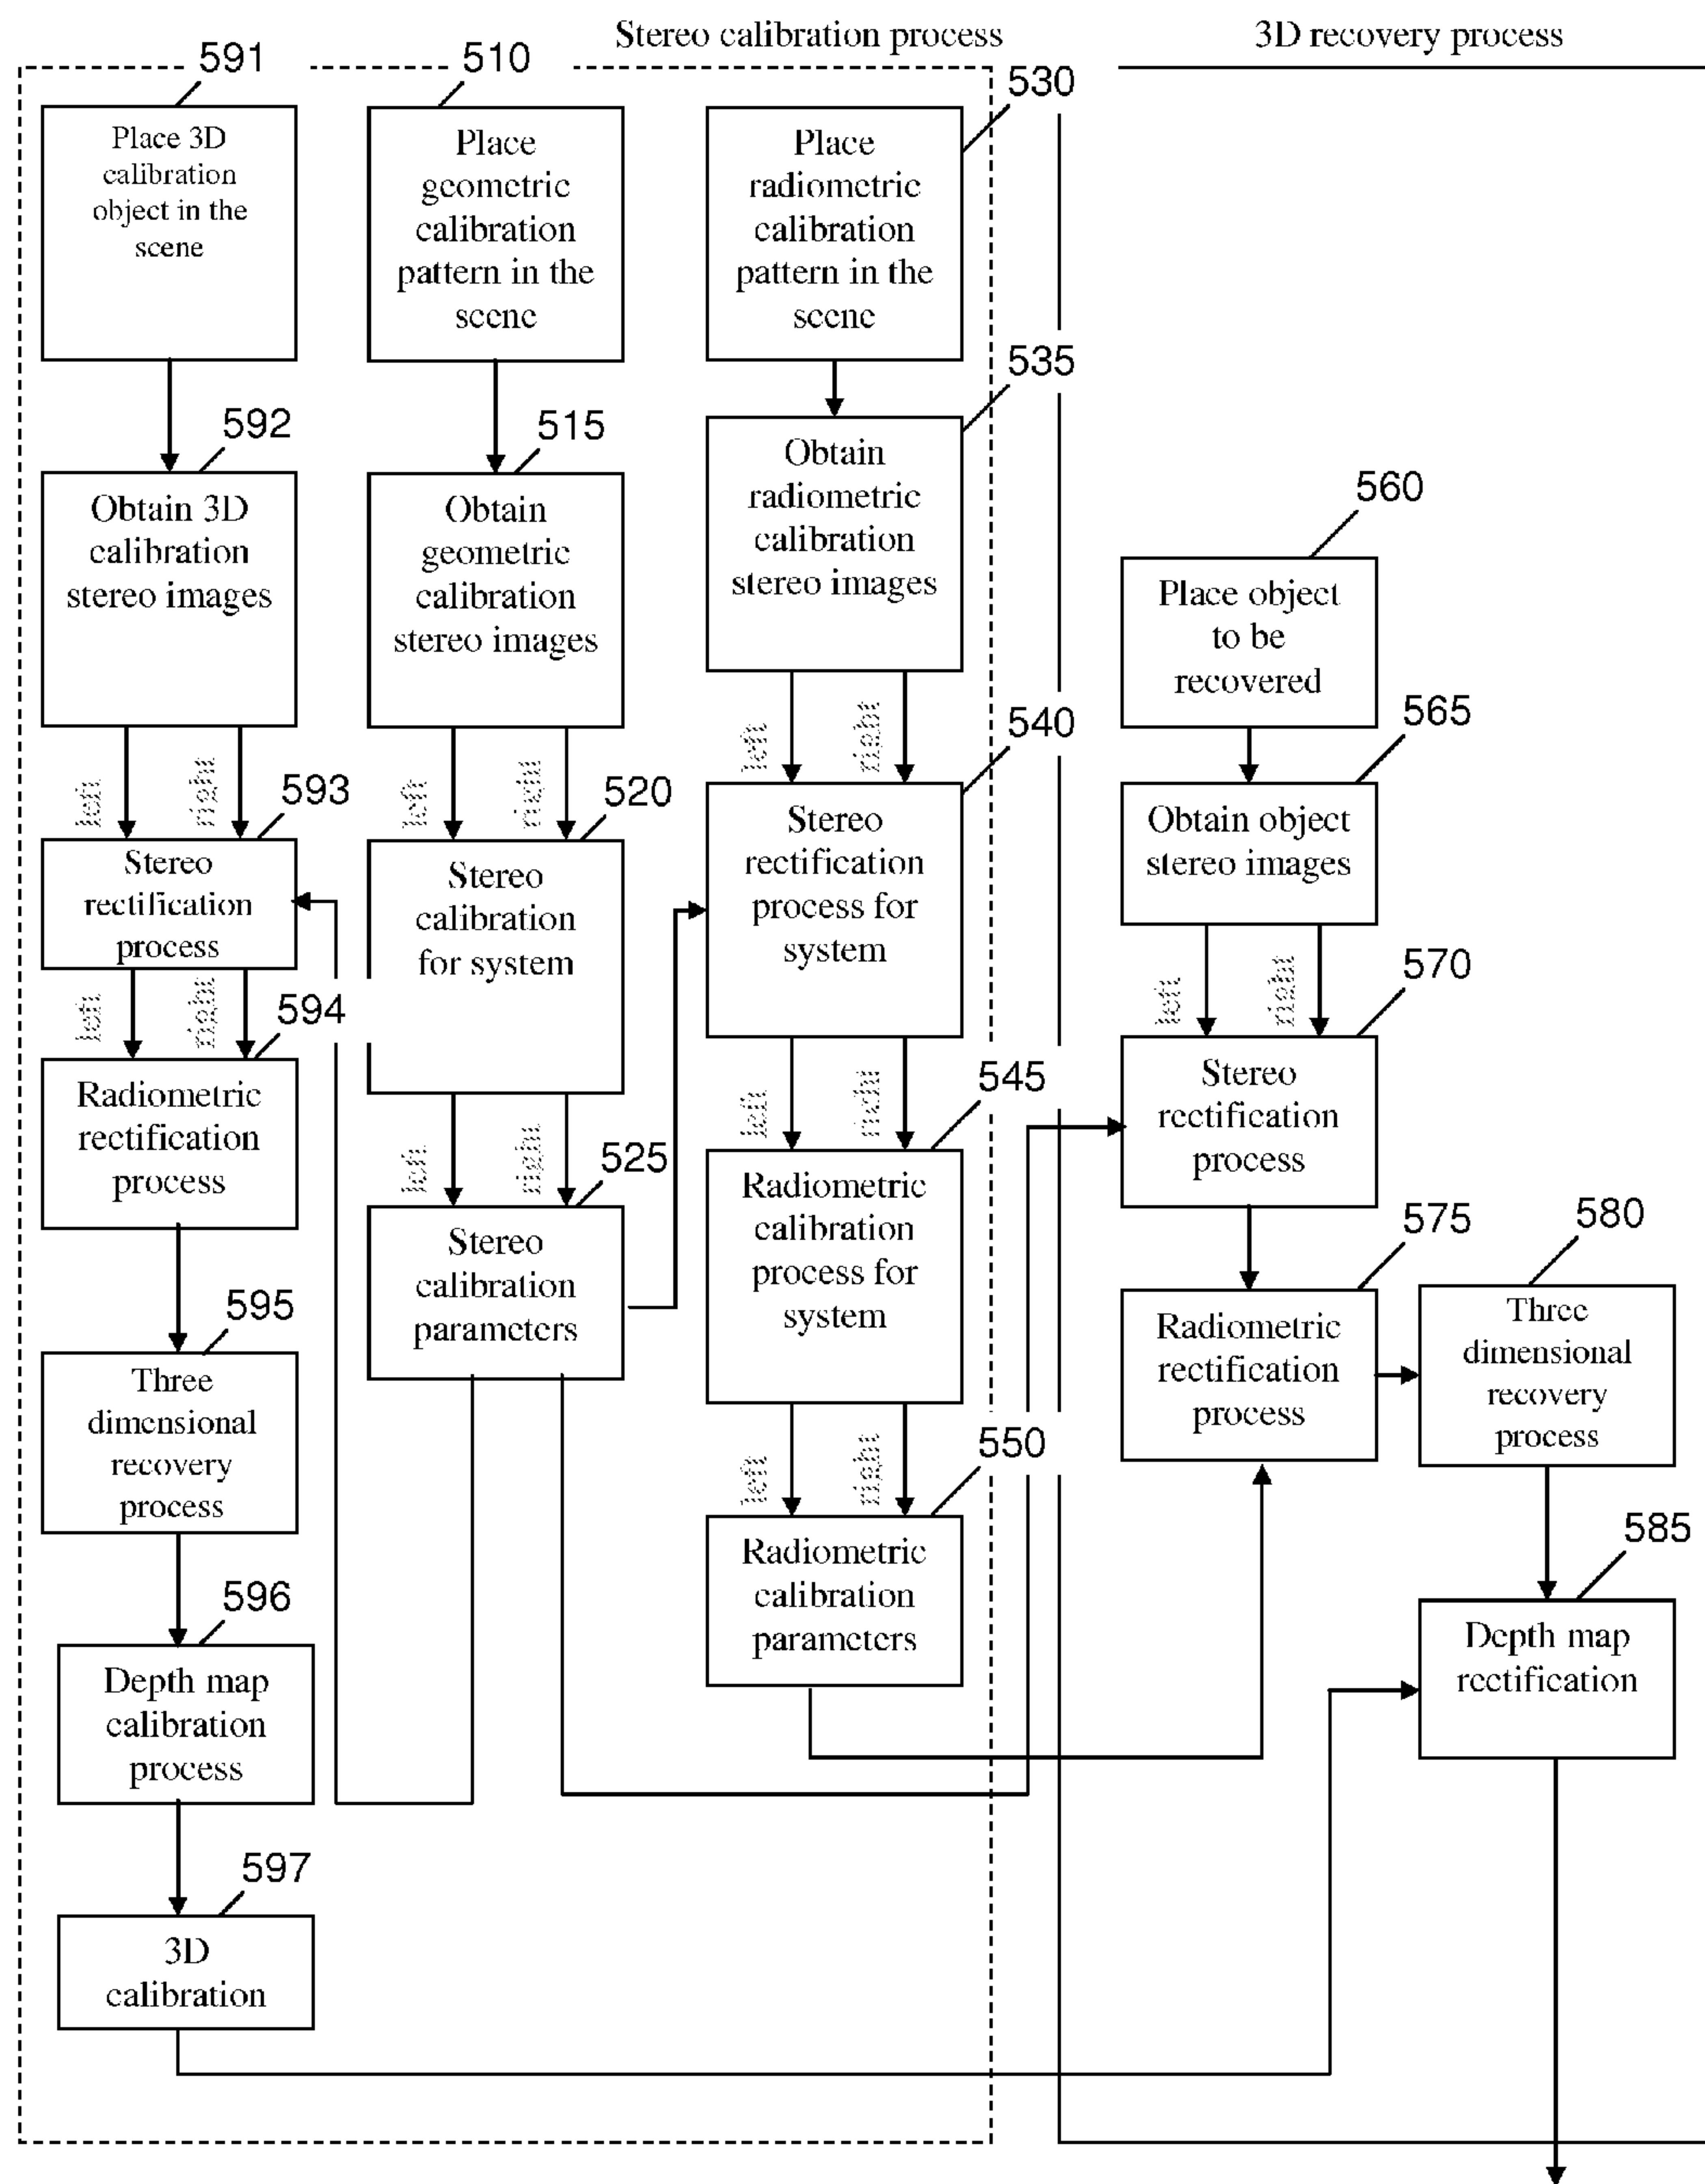 Stereo calibration process
3D recovery process
591
Place 3D
calibration
object in the
scene
592
Obtain 3D
calibration
stereo images
left
right
593
Stereo
rectification
process
left
right
594
Radiometric
rectification
process
595
Three
dimensional
recovery
process
596
Depth map
calibration
process
597
3D
calibration
510
Place
geometric
calibration
pattern in the
scene
515
Obtain
geometric
calibration
stereo images
left
right
520
Stereo
calibration
for system
left
right
525
Stereo
calibration
parameters
530
Place
radiometric
calibration
pattern in the
scene
535
Obtain
radiometric
calibration
stereo images
left
right
540
Stereo
rectification
process for
system
left
right
545
Radiometric
calibration
process for
system
left
right
550
Radiometric
calibration
parameters
560
Place object
to be
recovered
565
Obtain object
stereo images
left
right
570
Stereo
rectification
process
575
Radiometric
rectification
process
580
Three
dimensional
recovery
process
585
Depth map
rectification